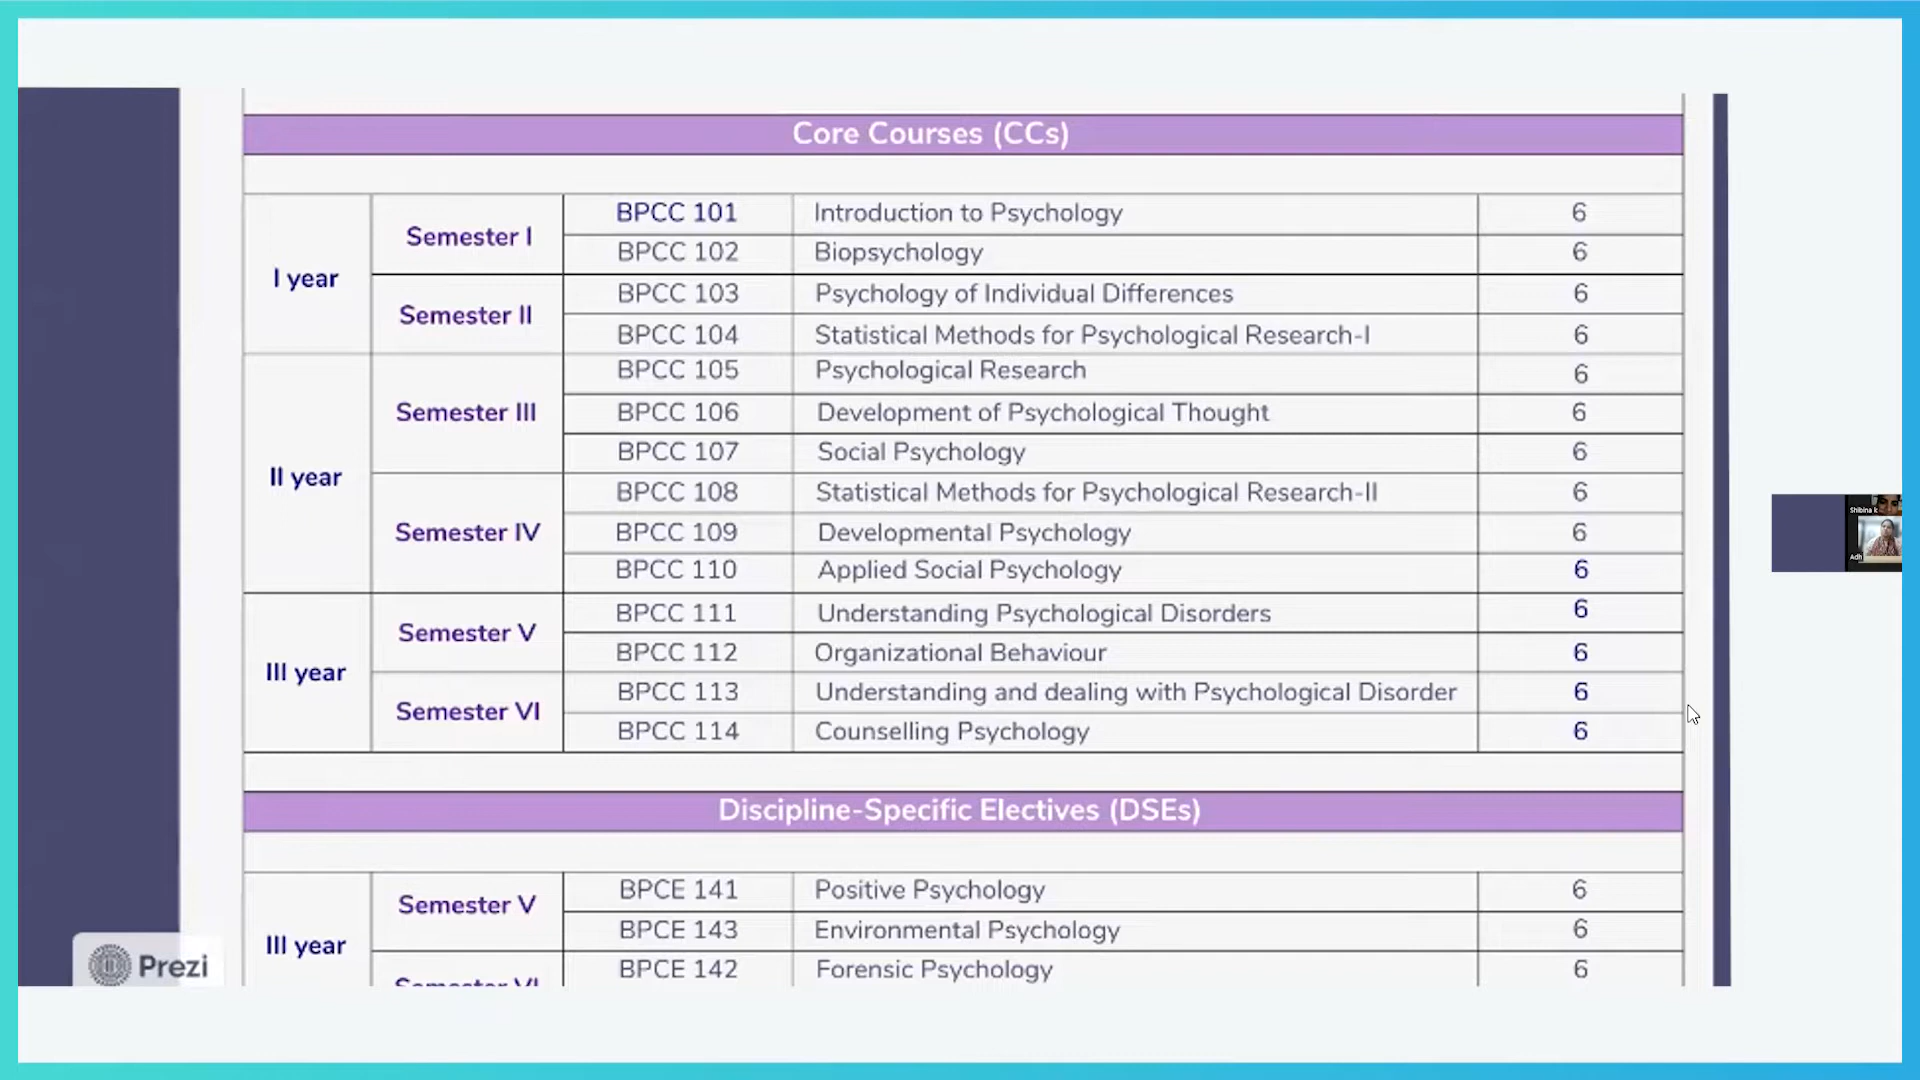 Core Courses (CCs)
I year
Semester I
BPCC 101 Introduction to Psychology 6
BPCC 102 Biopsychology 6
Semester II
BPCC 103 Psychology of Individual Differences 6
BPCC 104 Statistical Methods for Psychological Research-I 6
II year
Semester III
BPCC 105 Psychological Research 6
BPCC 106 Development of Psychological Thought 6
BPCC 107 Social Psychology 6
Semester IV
BPCC 108 Statistical Methods for Psychological Research-II 6
BPCC 109 Developmental Psychology 6
BPCC 110 Applied Social Psychology 6
III year
Semester V
BPCC 111 Understanding Psychological Disorders 6
BPCC 112 Organizational Behaviour 6
Semester VI
BPCC 113 Understanding and dealing with Psychological Disorder 6
BPCC 114 Counselling Psychology 6
Discipline-Specific Electives (DSEs)
III year
Semester V
BPCE 141 Positive Psychology 6
BPCE 143 Environmental Psychology 6
Semester VI
BPCE 142 Forensic Psychology 6
Prezi
Shibina k
Adh